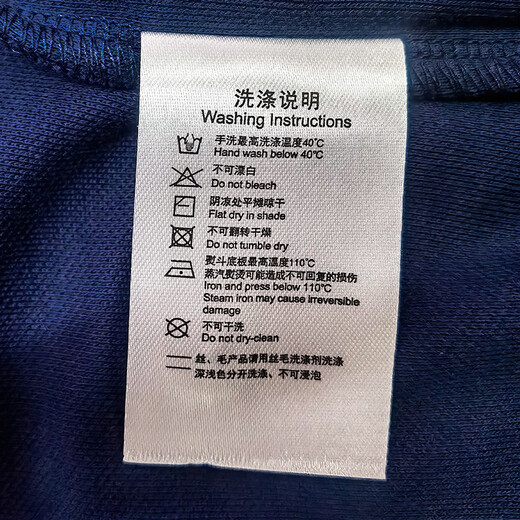 洗涤说明
Washing Instructions
手洗最高洗涤温度40℃
Hand wash below 40℃
不可漂白
Do not bleach
阴凉处平摊晾干
Flat dry in shade
不可翻转干燥
Do not tumble dry
熨斗底板最高温度110℃
蒸汽熨烫可能造成不可回复的损伤
Iron and press below 110℃
Steam iron may cause irreversible
damage
不可干洗
Do not dry-clean
丝、毛产品请用丝毛洗涤剂洗涤
深浅色分开洗涤、不可浸泡